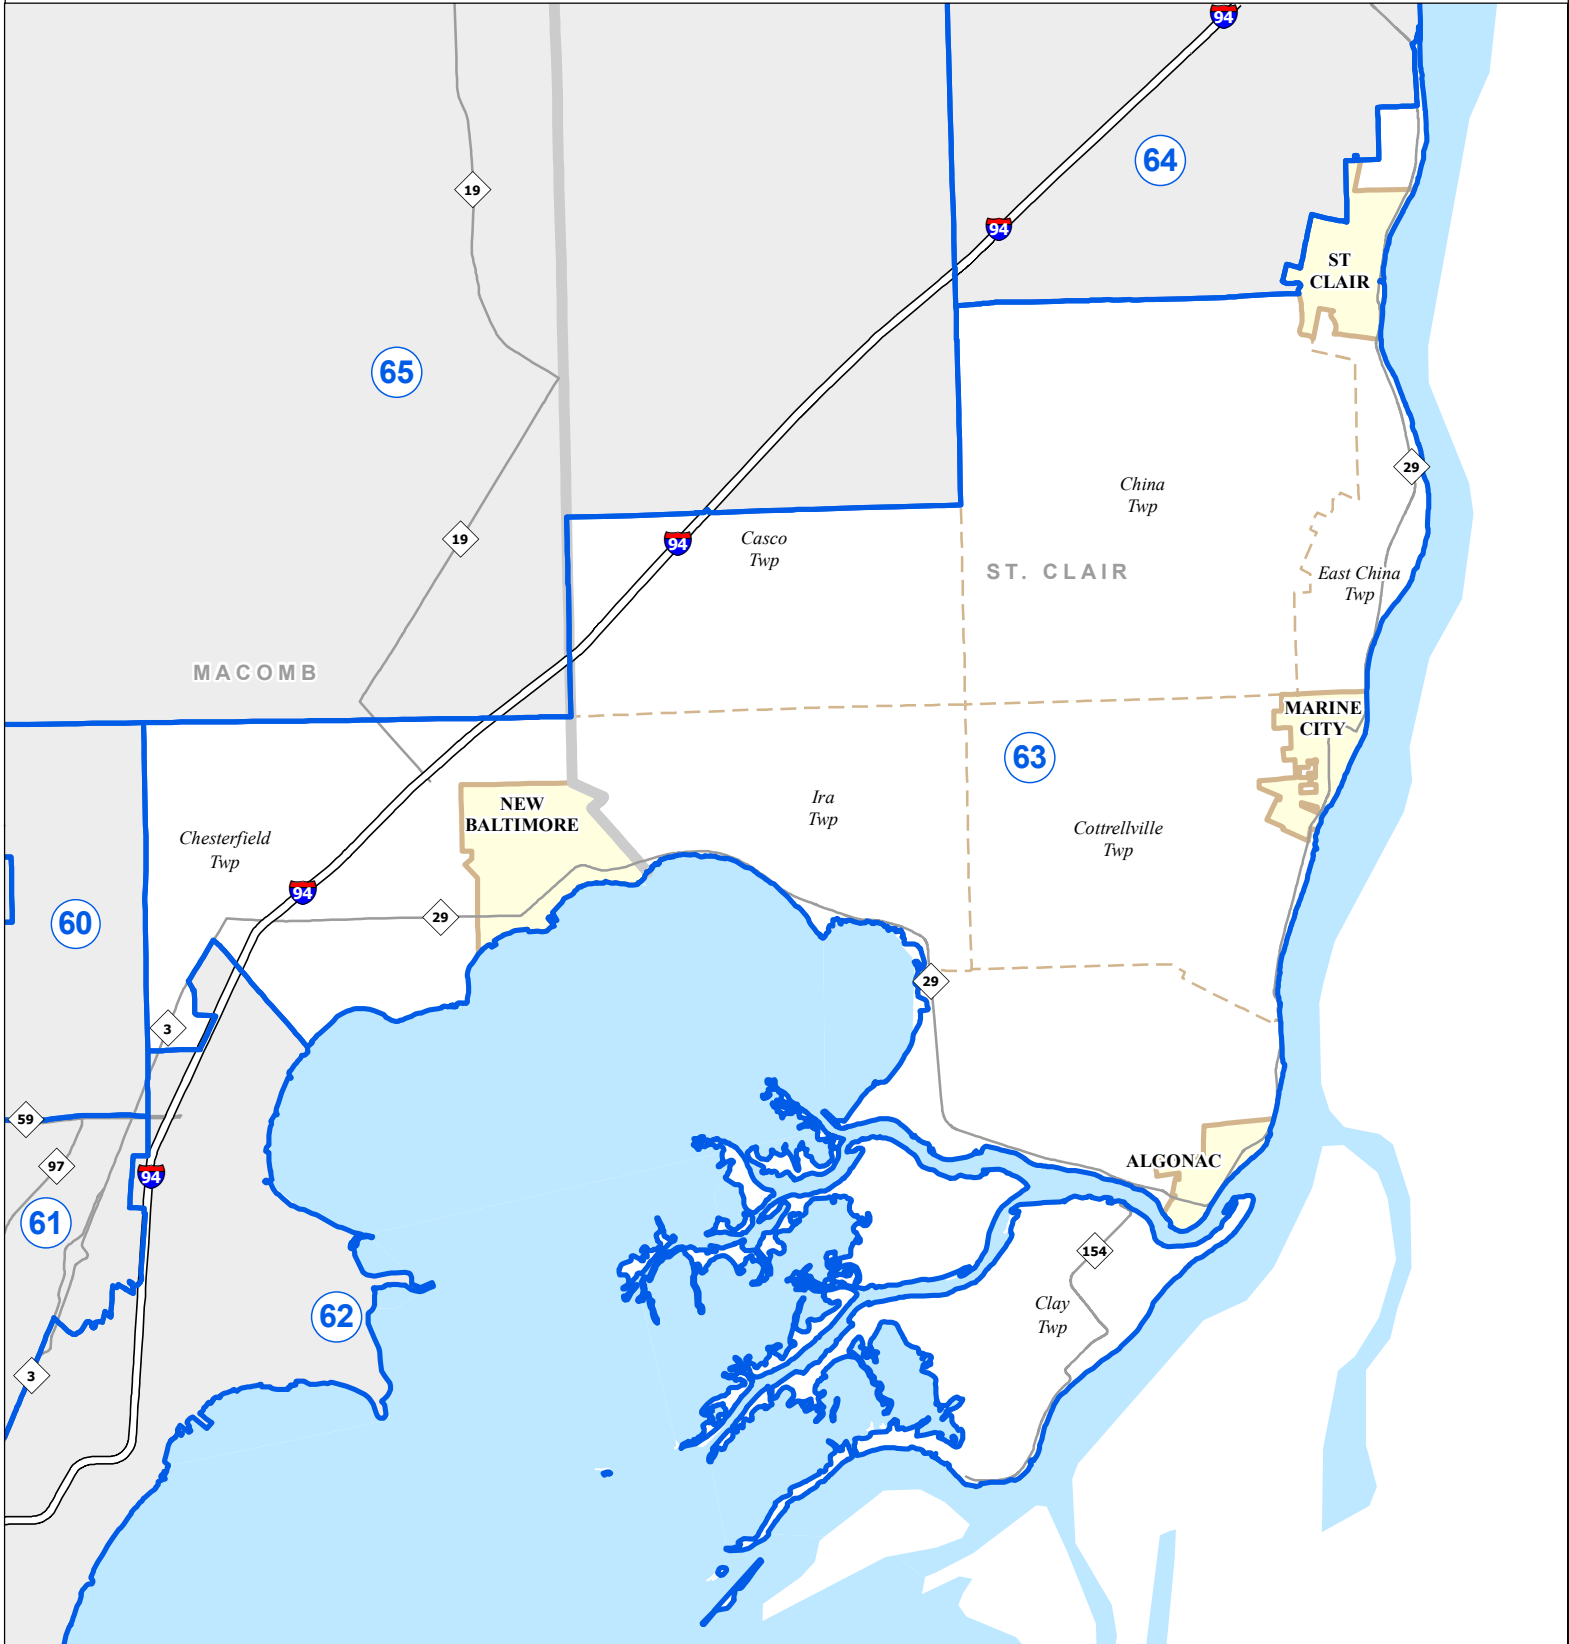 94
64
19
94
ST
CLAIR
65
29
China
Twp
19
94
Casco
Twp
ST. CLAIR
East China
Twp
MACOMB
MARINE
CITY
63
NEW
BALTIMORE
Ira
Twp
Chesterfield
Twp
Cottrellville
Twp
94
29
60
29
3
59
97
94
ALGONAC
61
154
62
Clay
Twp
3